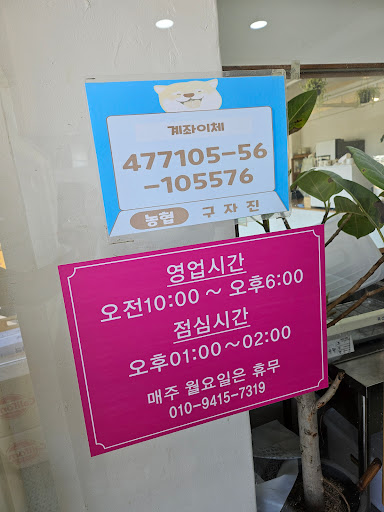 계좌이체
477105-56
-105576
농협 구자진
영업시간
오전10:00 ~ 오후6:00
점심시간
오후01:00~02:00
매주 월요일은 휴무
010-9415-7319